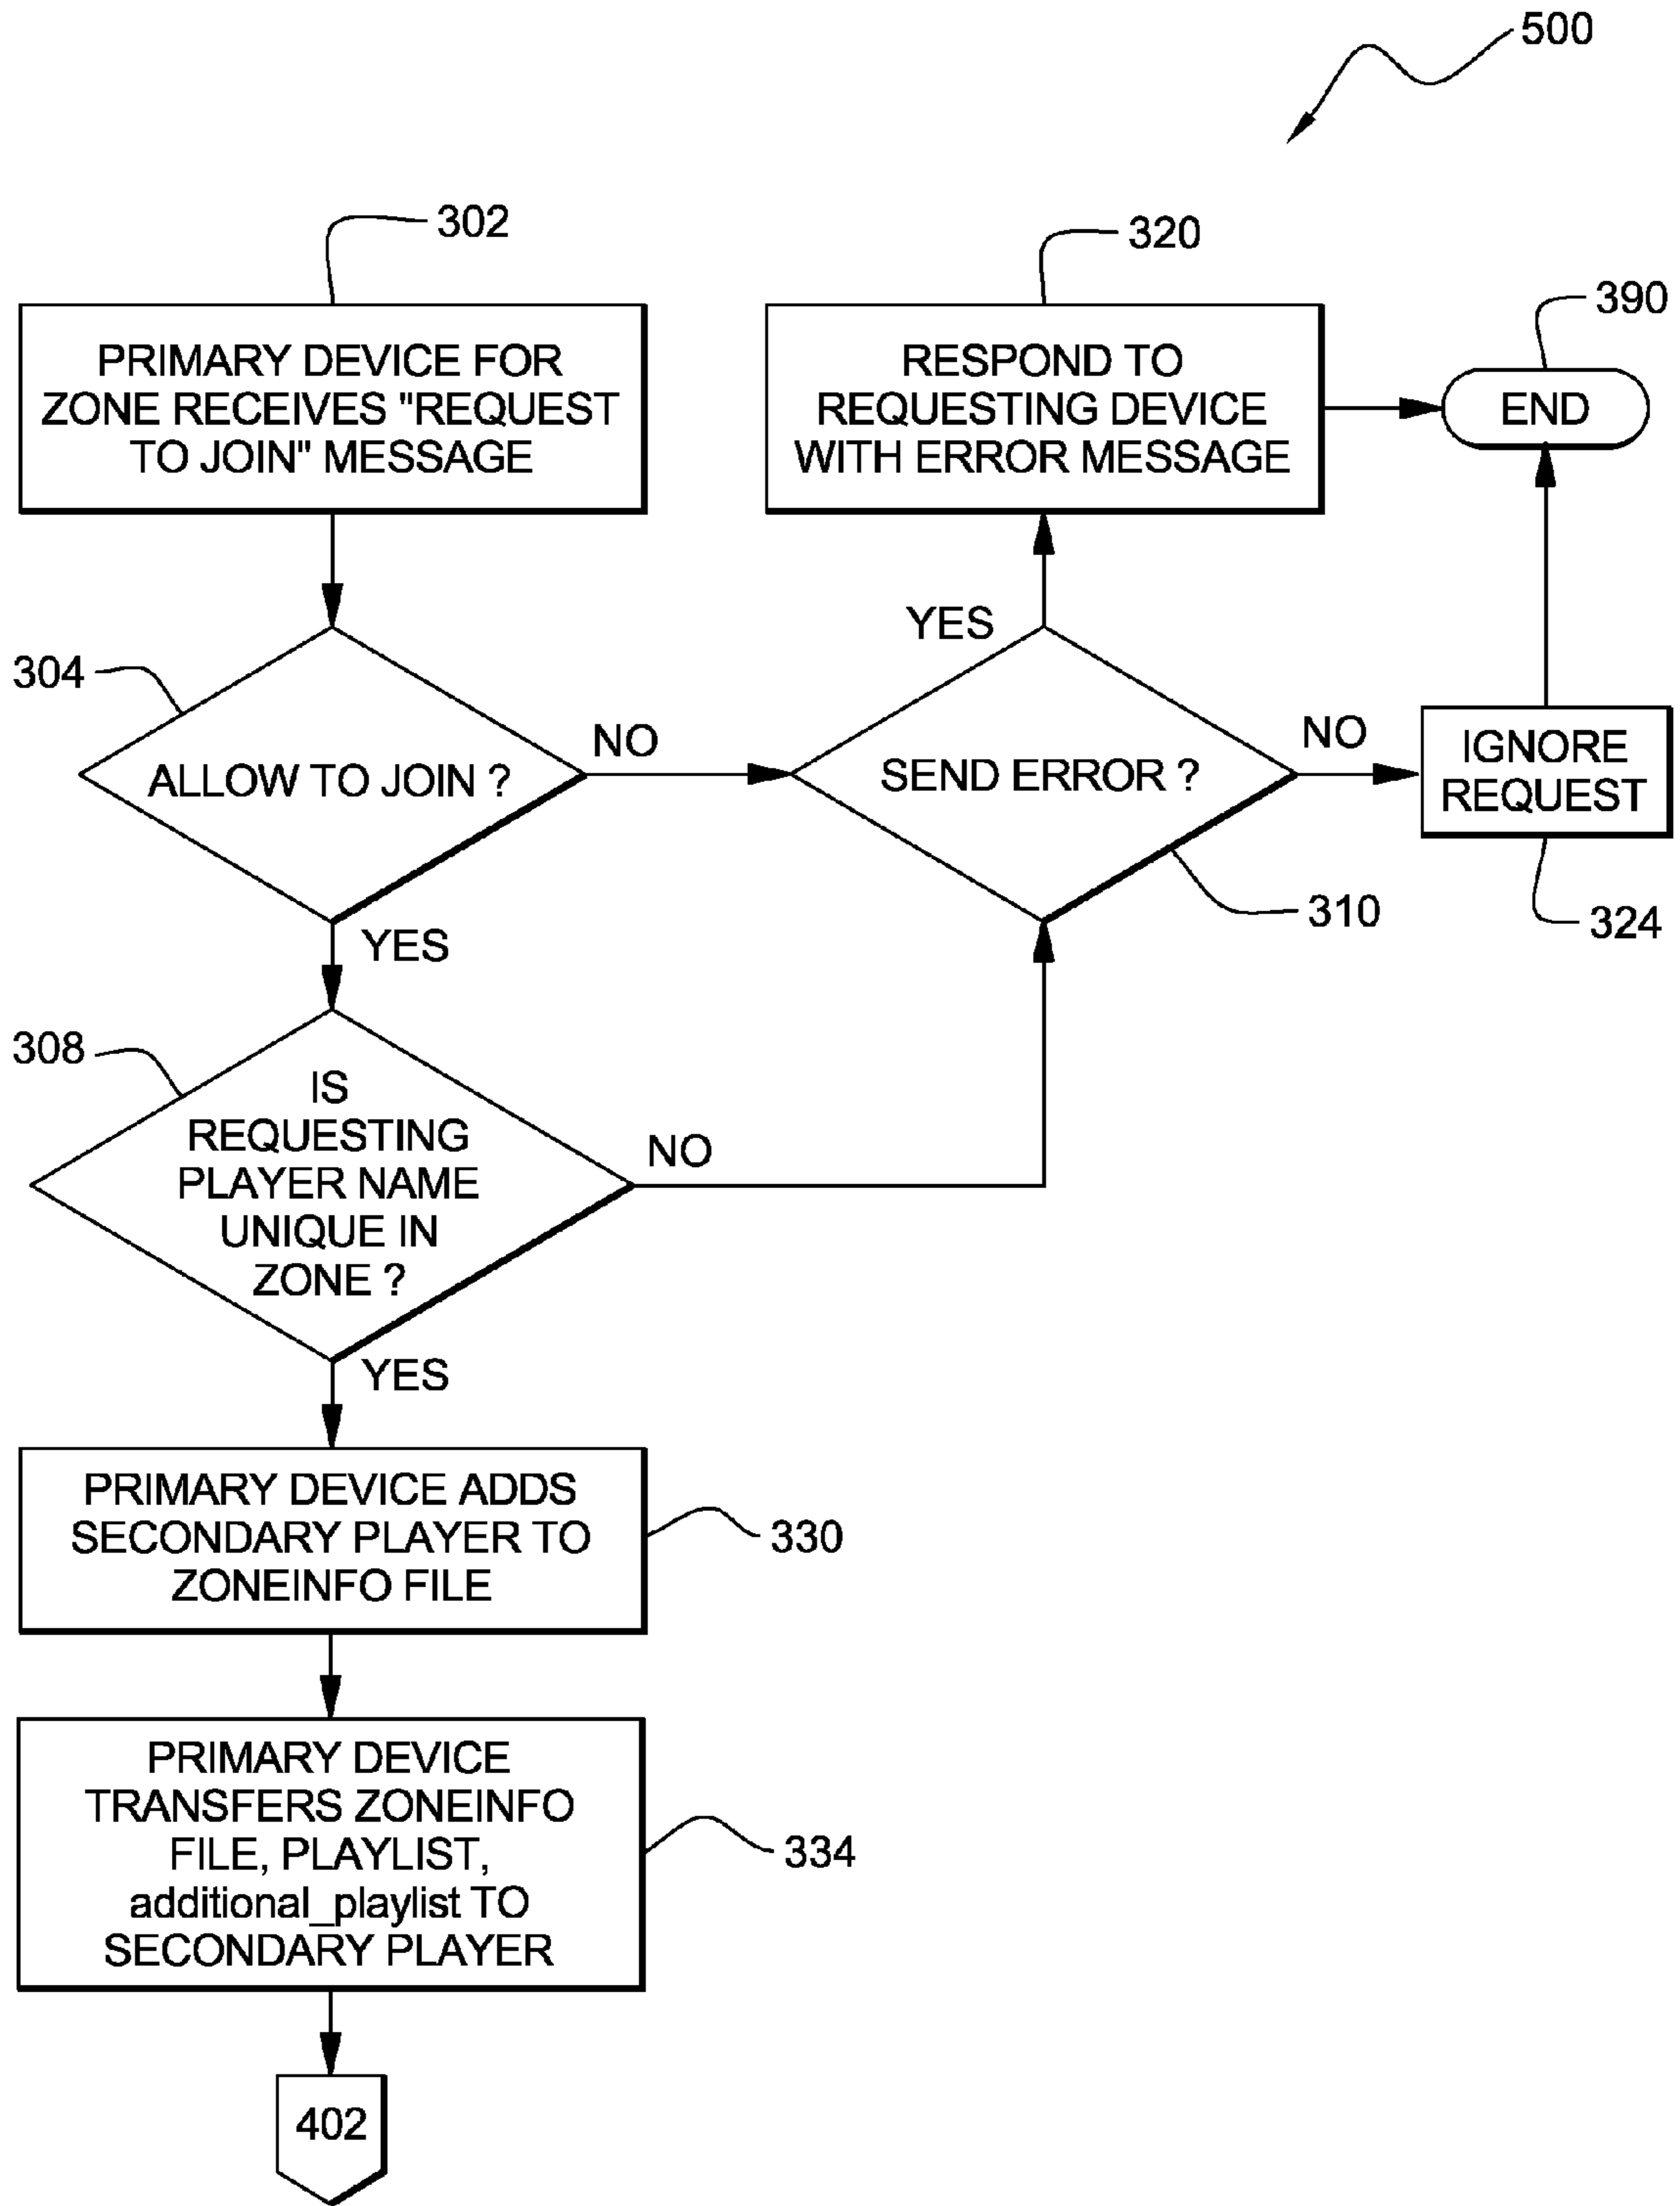 500
302
PRIMARY DEVICE FOR
ZONE RECEIVES "REQUEST
TO JOIN" MESSAGE
320
RESPOND TO
REQUESTING DEVICE
WITH ERROR MESSAGE
390
END
304
ALLOW TO JOIN ?
NO
YES
YES
SEND ERROR ?
NO
310
IGNORE
REQUEST
324
308
IS
REQUESTING
PLAYER NAME
UNIQUE IN
ZONE ?
NO
YES
PRIMARY DEVICE ADDS
SECONDARY PLAYER TO
ZONEINFO FILE
330
PRIMARY DEVICE
TRANSFERS ZONEINFO
FILE, PLAYLIST,
additional_playlist TO
SECONDARY PLAYER
334
402